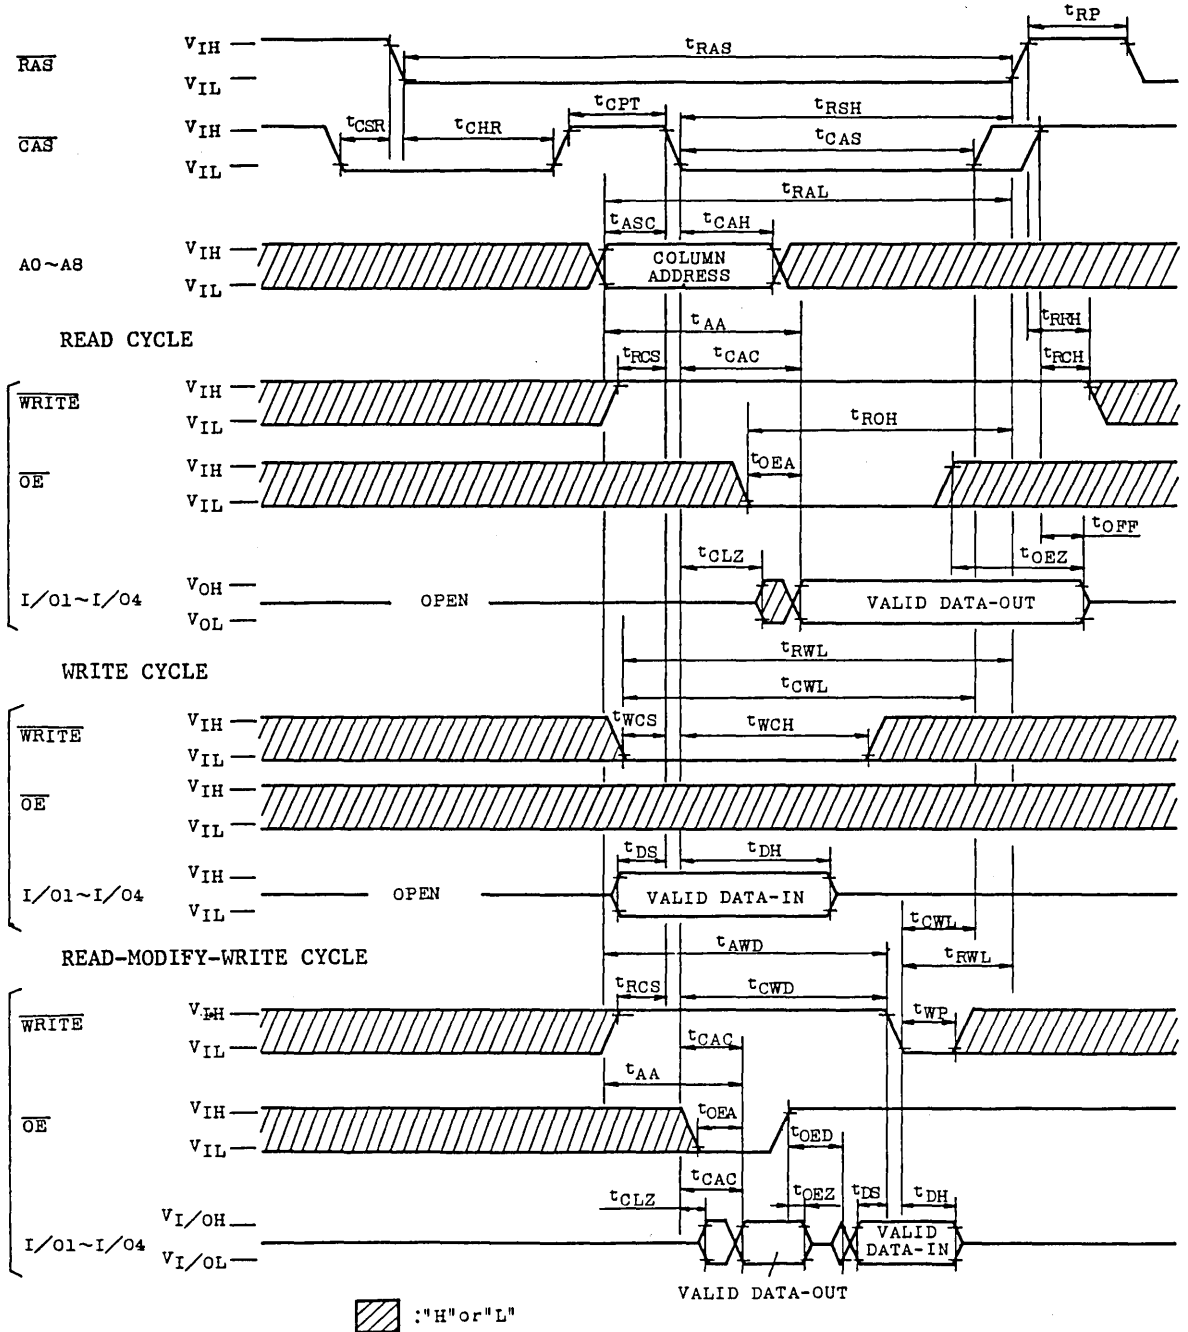 tRP
RAS VIH tRAS
VIL
tCPT tRSH
CAS VIH tCSR tCHR tCAS
VIL
tRAL
tASC tCAH
A0~A8 VIH COLUMN
VIL ADDRESS
tAA tRRH
READ CYCLE
tRCS tCAC tRCH
WRITE VIH
VIL tROH
OE VIH tOEA
VIL
tOFF
tCLZ tOEZ
I/O1~I/O4 VOH OPEN VALID DATA-OUT
VOL
tRWL
WRITE CYCLE
tCWL
WRITE VIH tWCS tWCH
VIL
OE VIH
VIL
tDS tDH
I/O1~I/O4 VIH OPEN VALID DATA-IN
VIL
tCWL
tAWD
READ-MODIFY-WRITE CYCLE tRWL
tRCS tCWD
WRITE VIH tWP
VIL tCAC
tAA
OE VIH tOEA
VIL tOED
tCAC
tCLZ tOEZ tDS tDH
I/O1~I/O4 VI/OH VALID
VI/OL DATA-IN
VALID DATA-OUT
:"H"or"L"